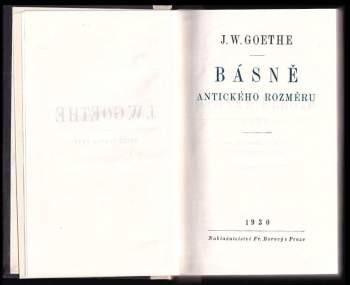 J. W. GOETHE
BÁSNĚ
ANTICKÉHO ROZMĚRU
1930
Nakladatelství Fr. Borový v Praze